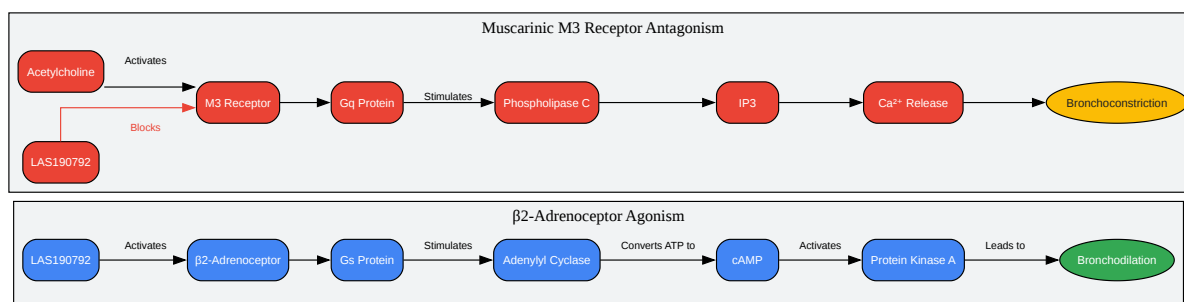 Muscarinic M3 Receptor Antagonism
Acetylcholine
Activates
M3 Receptor
Gq Protein
Stimulates
Phospholipase C
IP3
Ca²⁺ Release
Bronchoconstriction
Blocks
LAS190792
β2-Adrenoceptor Agonism
LAS190792
Activates
β2-Adrenoceptor
Gs Protein
Stimulates
Adenylyl Cyclase
Converts ATP to
cAMP
Activates
Protein Kinase A
Leads to
Bronchodilation